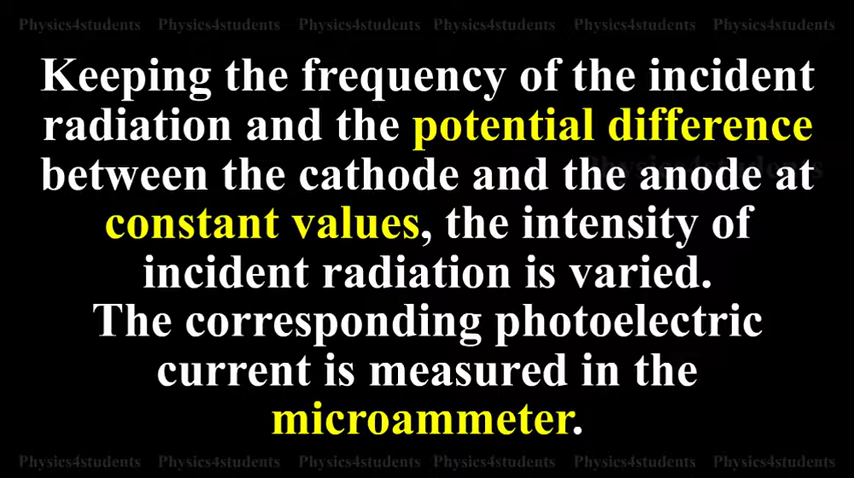 Physics4students Physics4students Physics4students Physics4students Physics4students Physics4students
Keeping the frequency of the incident
radiation and the potential difference
Physics4students
between the cathode and the anode at
constant values, the intensity of
incident radiation is varied.
The corresponding photoelectric
current is measured in the
microammeter.
Physics4students Physics4students Physics4students Physics4students Physics4students Physics4students